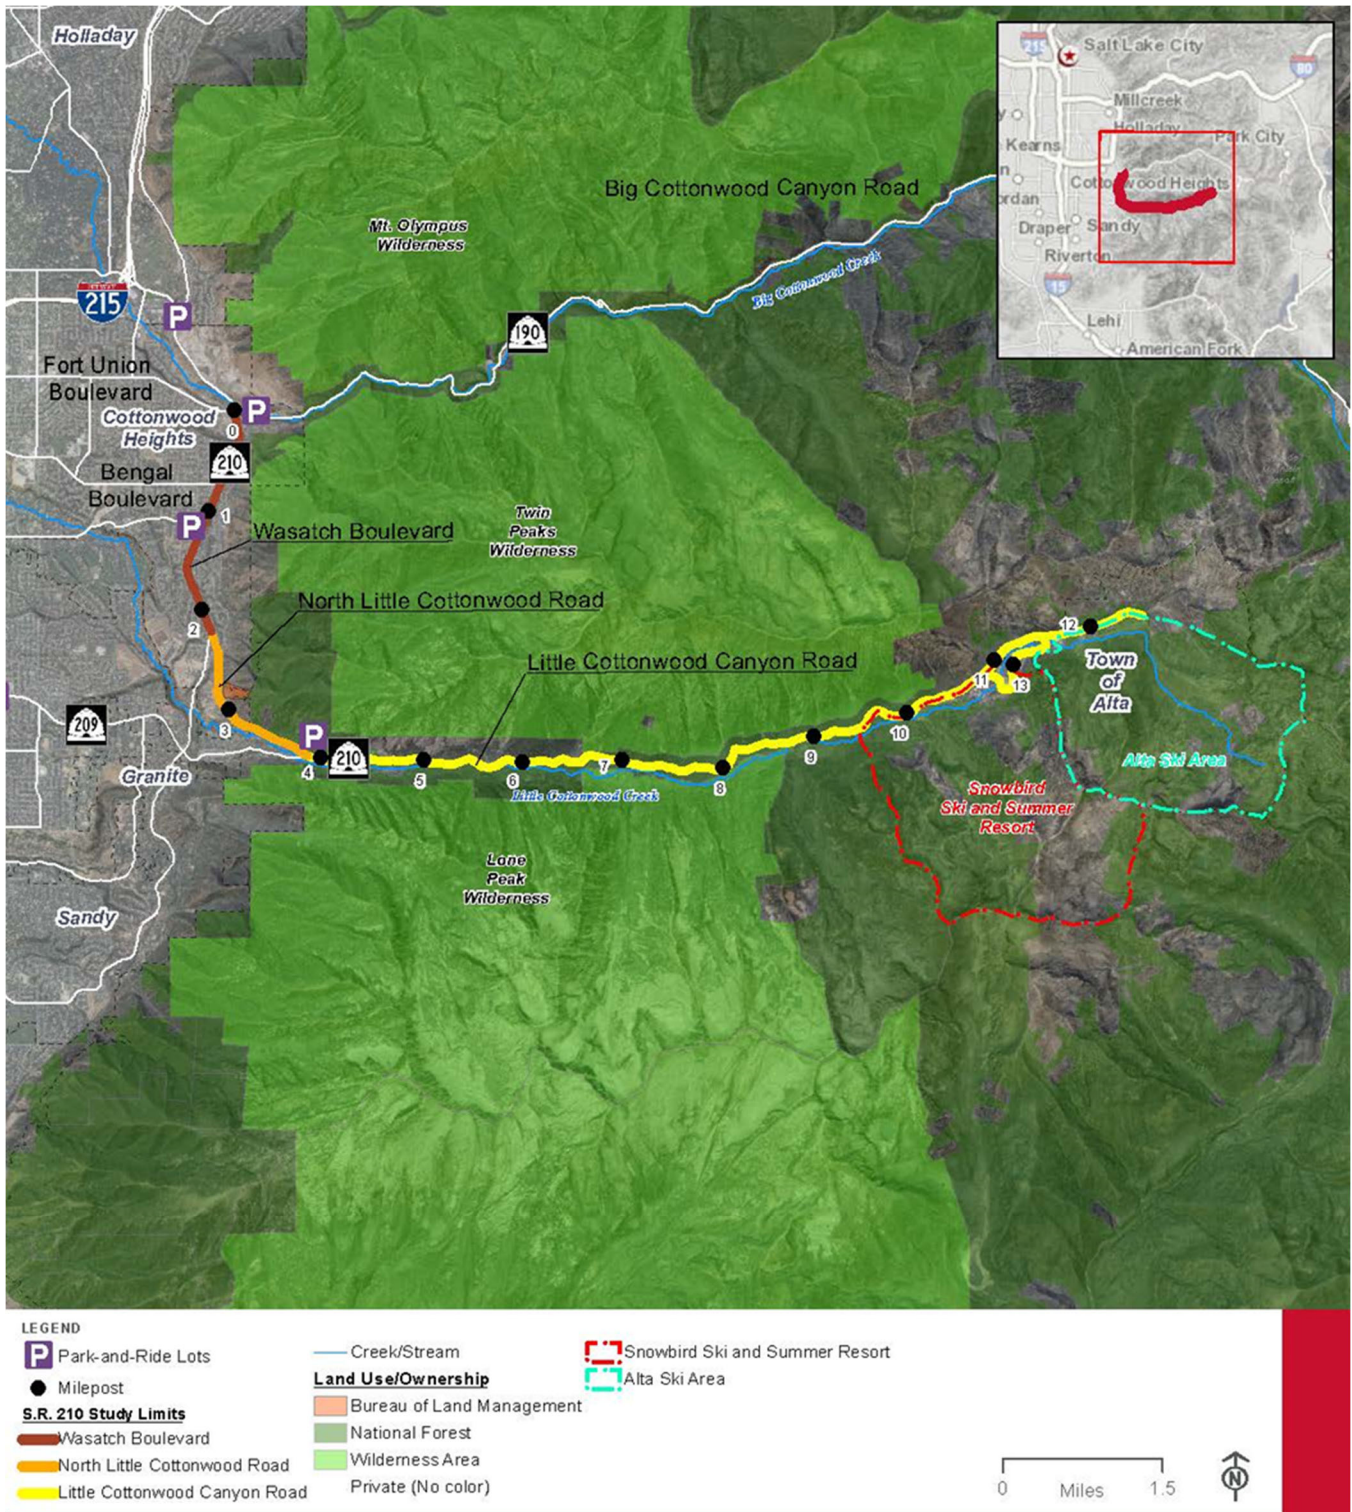 Holladay
INTERSTATE
215
P
Fort Union
Boulevard
Cottonwood
Heights
P
0
210
Bengal
Boulevard
P
1
Wasatch Boulevard
2
North Little Cottonwood Road
3
209
Granite
P
4
210
Sandy
Mt. Olympus
Wilderness
Big Cottonwood Canyon Road
Big Cottonwood Creek
190
Twin
Peaks
Wilderness
Little Cottonwood Canyon Road
5
6
7
8
9
10
11
12
13
Little Cottonwood Creek
Lone
Peak
Wilderness
Town
of
Alta
Alta Ski Area
Snowbird
Ski and Summer
Resort
215
Salt Lake City
80
Millcreek
Holladay
Park City
Kearns
Cottonwood Heights
ordan
Draper
Sandy
Riverton
15
Lehi
American Fork
LEGEND
P Park-and-Ride Lots
Milepost
S.R. 210 Study Limits
Wasatch Boulevard
North Little Cottonwood Road
Little Cottonwood Canyon Road
Creek/Stream
Land Use/Ownership
Bureau of Land Management
National Forest
Wilderness Area
Private (No color)
Snowbird Ski and Summer Resort
Alta Ski Area
0 Miles 1.5
N